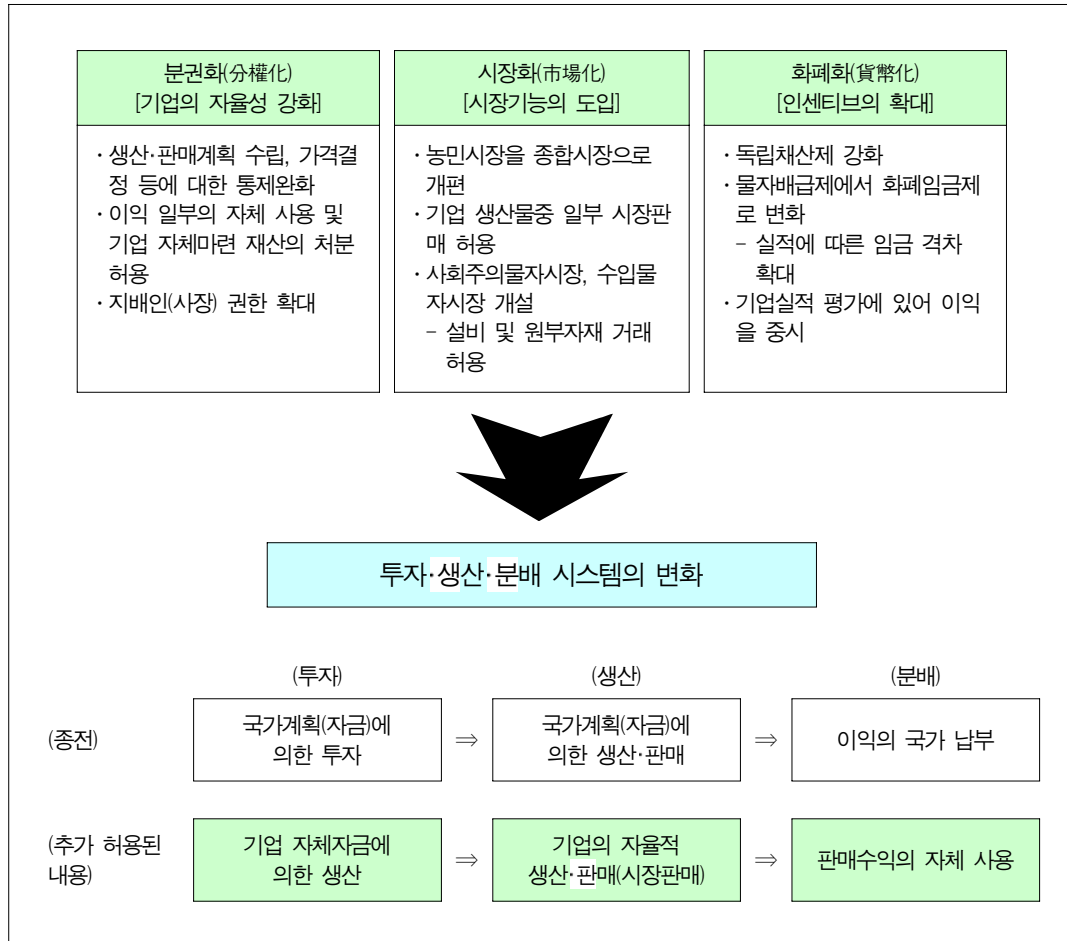 분권화(分權化)
[기업의 자율성 강화]
· 생산·판매계획 수립, 가격결
정 등에 대한 통제완화
· 이익 일부의 자체 사용 및
기업 자체마련 재산의 처분
허용
· 지배인(사장) 권한 확대
시장화(市場化)
[시장기능의 도입]
· 농민시장을 종합시장으로
개편
· 기업 생산물중 일부 시장판
매 허용
· 사회주의물자시장, 수입물
자시장 개설
- 설비 및 원부자재 거래
허용
화폐화(貨幣化)
[인센티브의 확대]
· 독립채산제 강화
· 물자배급제에서 화폐임금제
로 변화
- 실적에 따른 임금 격차
확대
· 기업실적 평가에 있어 이익
을 중시
투자·생산·분배 시스템의 변화
(투자) (생산) (분배)
(종전)
국가계획(자금)에
의한 투자
⇒
국가계획(자금)에
의한 생산·판매
⇒
이익의 국가 납부
(추가 허용된
내용)
기업 자체자금에
의한 생산
⇒
기업의 자율적
생산·판매(시장판매)
⇒
판매수익의 자체 사용